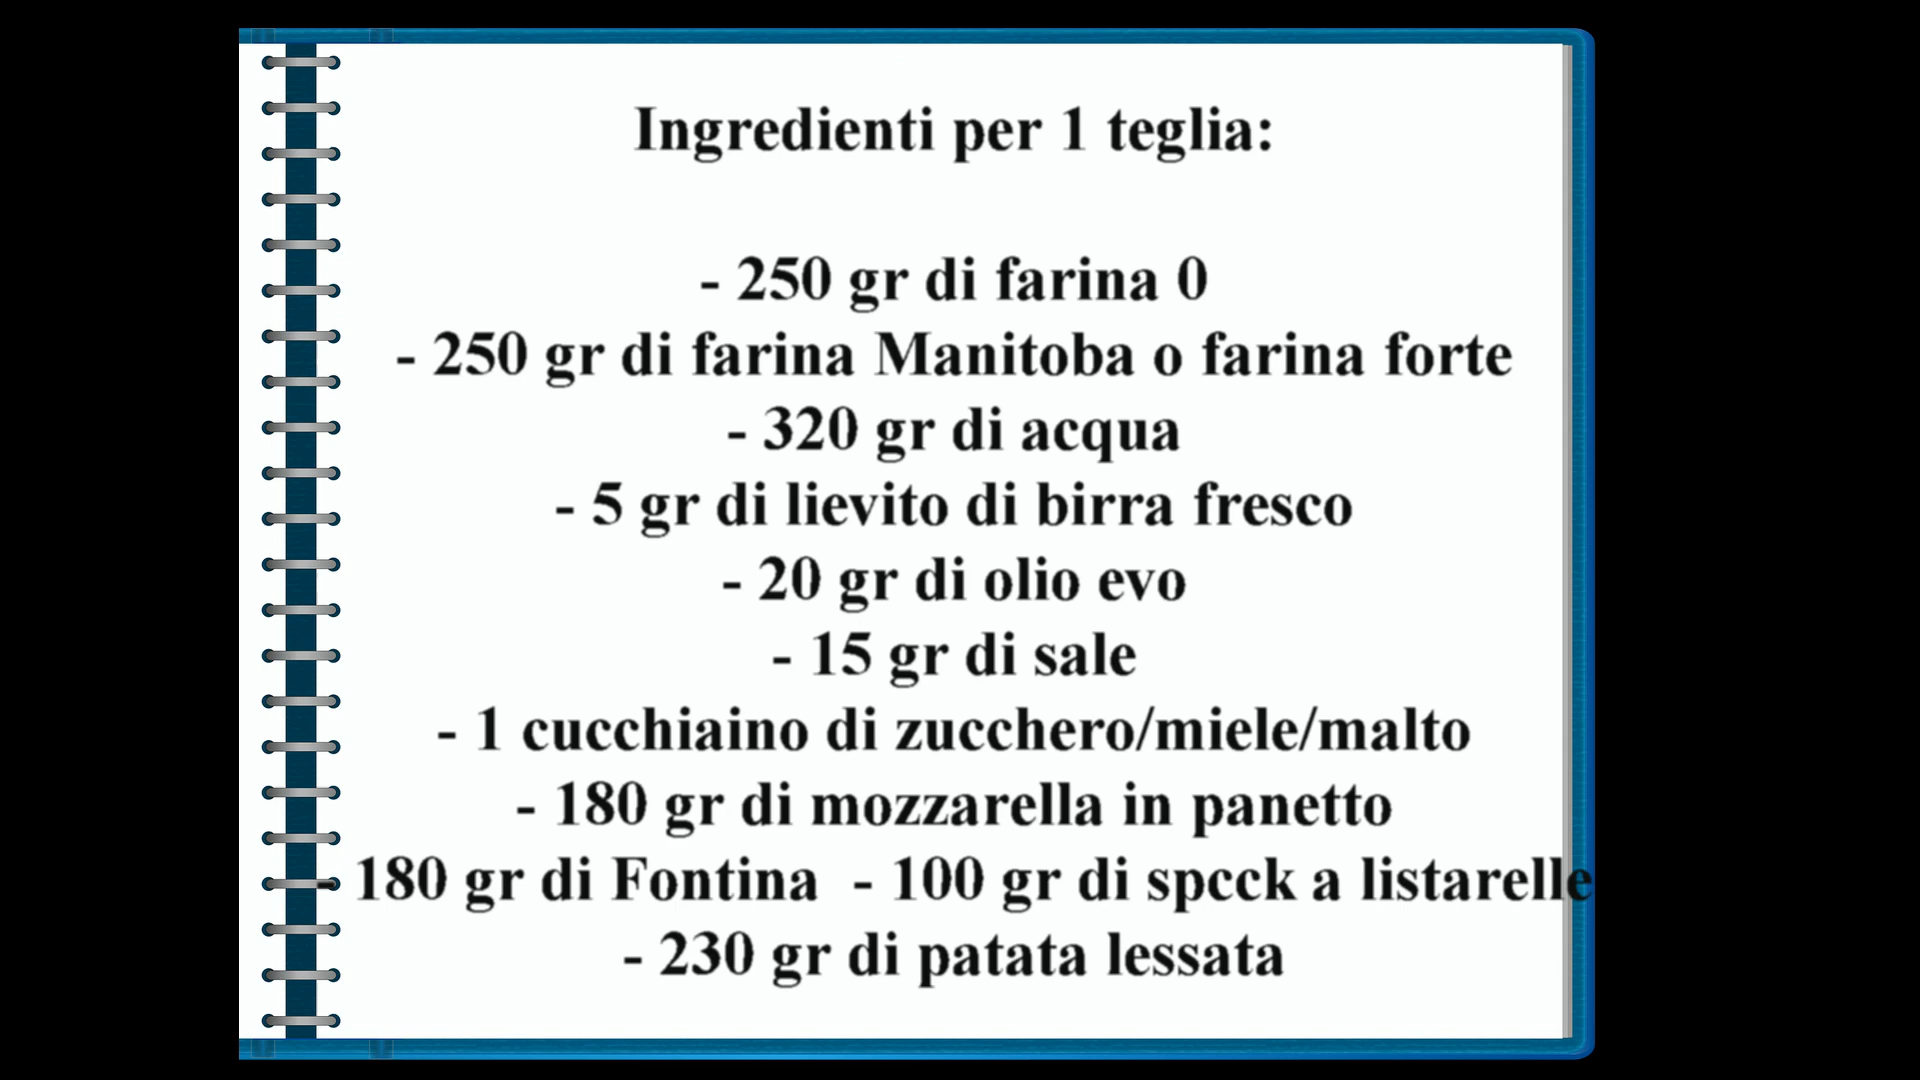 Ingredienti per 1 teglia:
- 250 gr di farina 0
- 250 gr di farina Manitoba o farina forte
- 320 gr di acqua
- 5 gr di lievito di birra fresco
- 20 gr di olio evo
- 15 gr di sale
- 1 cucchiaino di zucchero/miele/malto
- 180 gr di mozzarella in panetto
- 180 gr di Fontina  - 100 gr di spcck a listarelle
- 230 gr di patata lessata